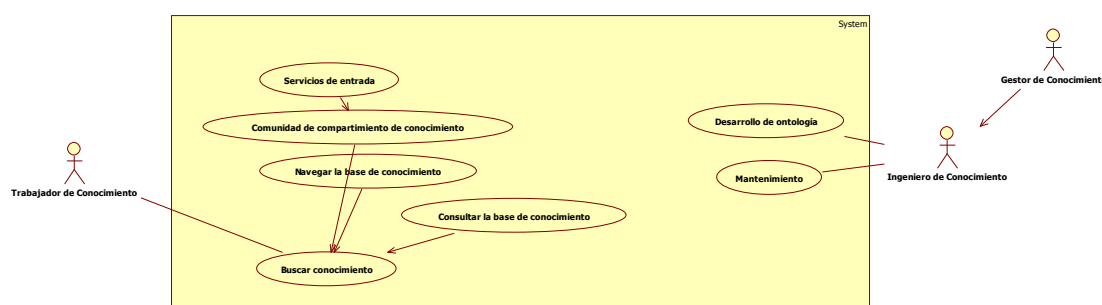 System
Servicios de entrada
Gestor de Conocimient
Comunidad de compartimiento de conocimiento
Desarrollo de ontología
Navegar la base de conocimiento
Mantenimiento
Ingeniero de Conocimiento
Trabajador de Conocimiento
Consultar la base de conocimiento
Buscar conocimiento